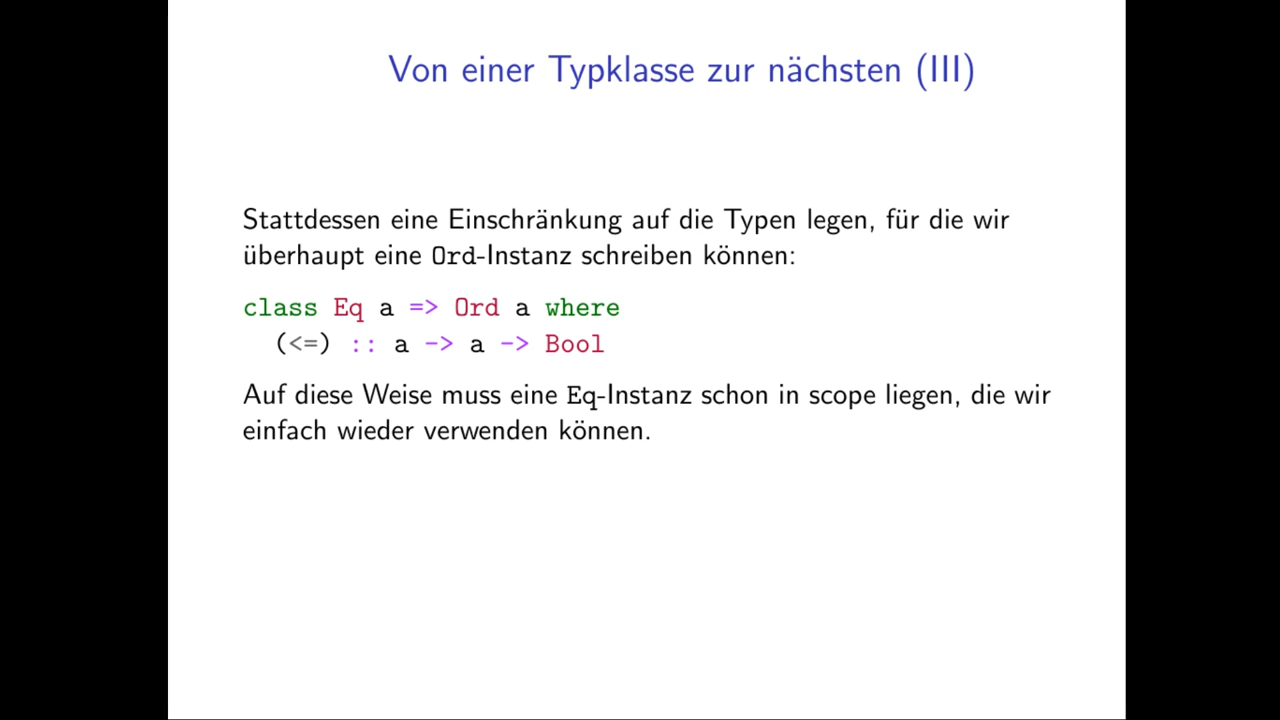 Von einer Typklasse zur nächsten (III)
Stattdessen eine Einschränkung auf die Typen legen, für die wir
überhaupt eine Ord-Instanz schreiben können:
class Eq a => Ord a where
  (<=) :: a -> a -> Bool
Auf diese Weise muss eine Eq-Instanz schon in scope liegen, die wir
einfach wieder verwenden können.